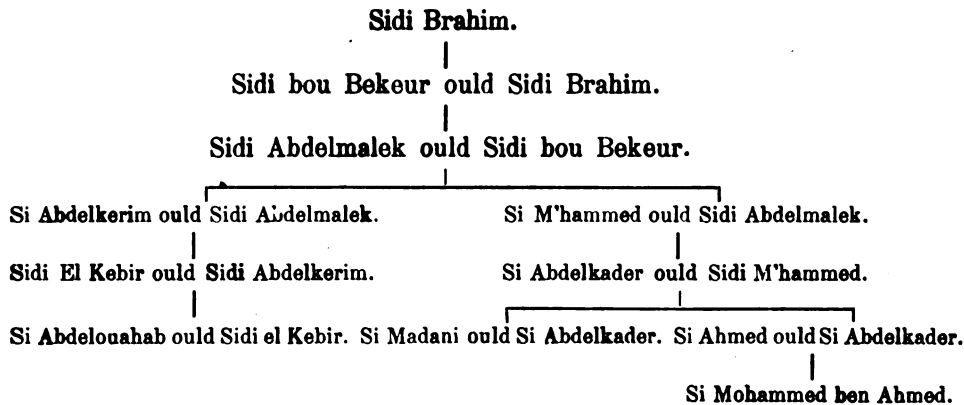 Sidi Brahim.
Sidi bou Bekeur ould Sidi Brahim.
Sidi Abdelmalek ould Sidi bou Bekeur.
Si Abdelkerim ould Sidi Abdelmalek. Si M'hammed ould Sidi Abdelmalek.
Sidi El Kebir ould Sidi Abdelkerim. Si Abdelkader ould Sidi M'hammed.
Si Abdelouahab ould Sidi el Kebir. Si Madani ould Si Abdelkader. Si Ahmed ould Si Abdelkader.
Si Mohammed ben Ahmed.